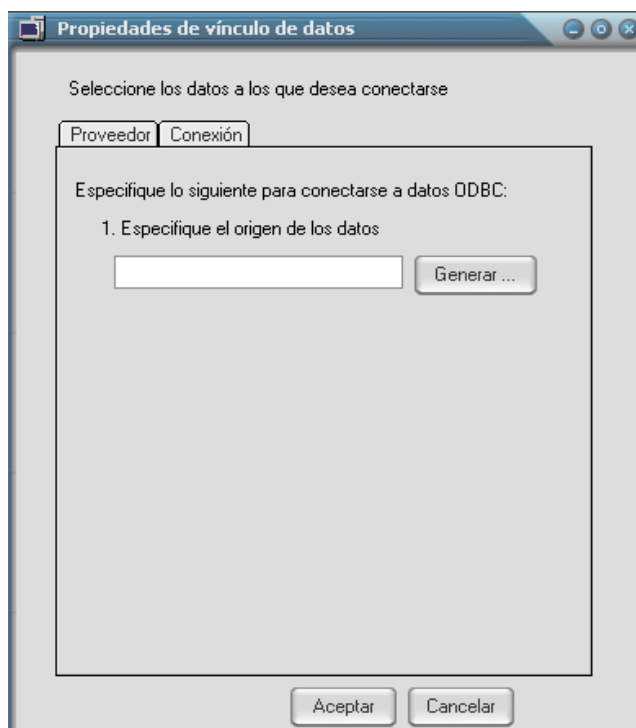 Propiedades de vínculo de datos
Seleccione los datos a los que desea conectarse
Proveedor Conexión
Especifique lo siguiente para conectarse a datos ODBC:
1. Especifique el origen de los datos
Generar ...
Aceptar Cancelar